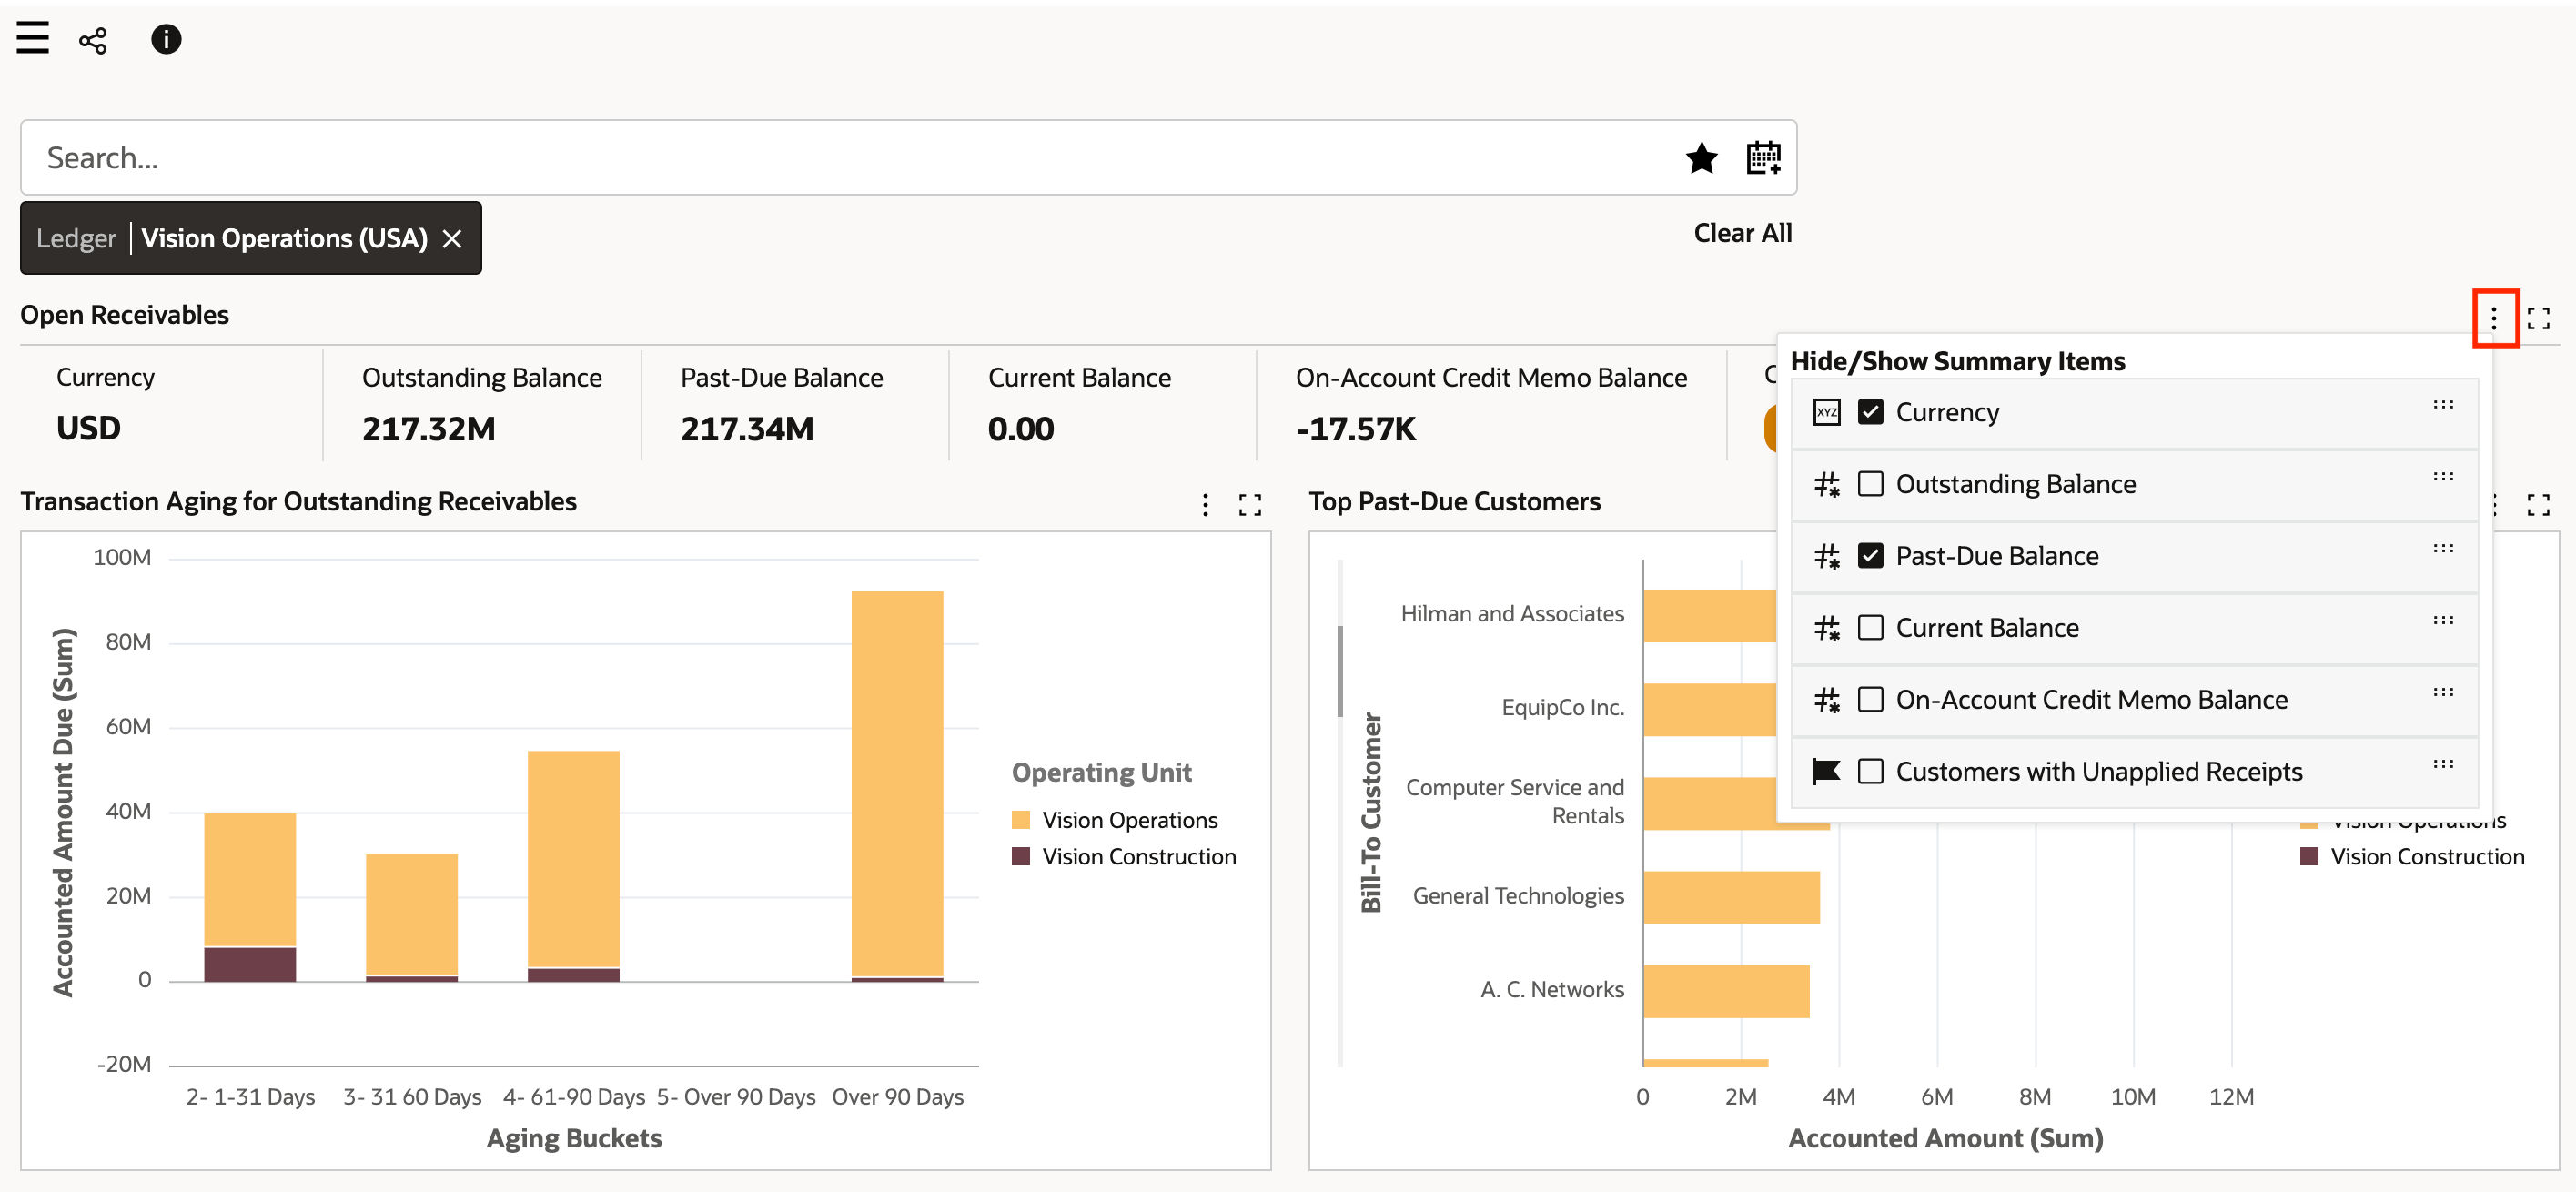 Search...
Ledger | Vision Operations (USA)
Clear All
Open Receivables
Currency
USD
Outstanding Balance
217.32M
Past-Due Balance
217.34M
Current Balance
0.00
On-Account Credit Memo Balance
-17.57K
Hide/Show Summary Items
XYZ Currency
Outstanding Balance
Past-Due Balance
Current Balance
On-Account Credit Memo Balance
Customers with Unapplied Receipts
Transaction Aging for Outstanding Receivables
Accounted Amount Due (Sum)
100M
80M
60M
40M
20M
0
-20M
2- 1-31 Days
3- 31 60 Days
4- 61-90 Days
5- Over 90 Days
Over 90 Days
Aging Buckets
Operating Unit
Vision Operations
Vision Construction
Top Past-Due Customers
Bill-To Customer
Hilman and Associates
EquipCo Inc.
Computer Service and
Rentals
General Technologies
A. C. Networks
0
2M
4M
6M
8M
10M
12M
Accounted Amount (Sum)
Vision Operations
Vision Construction